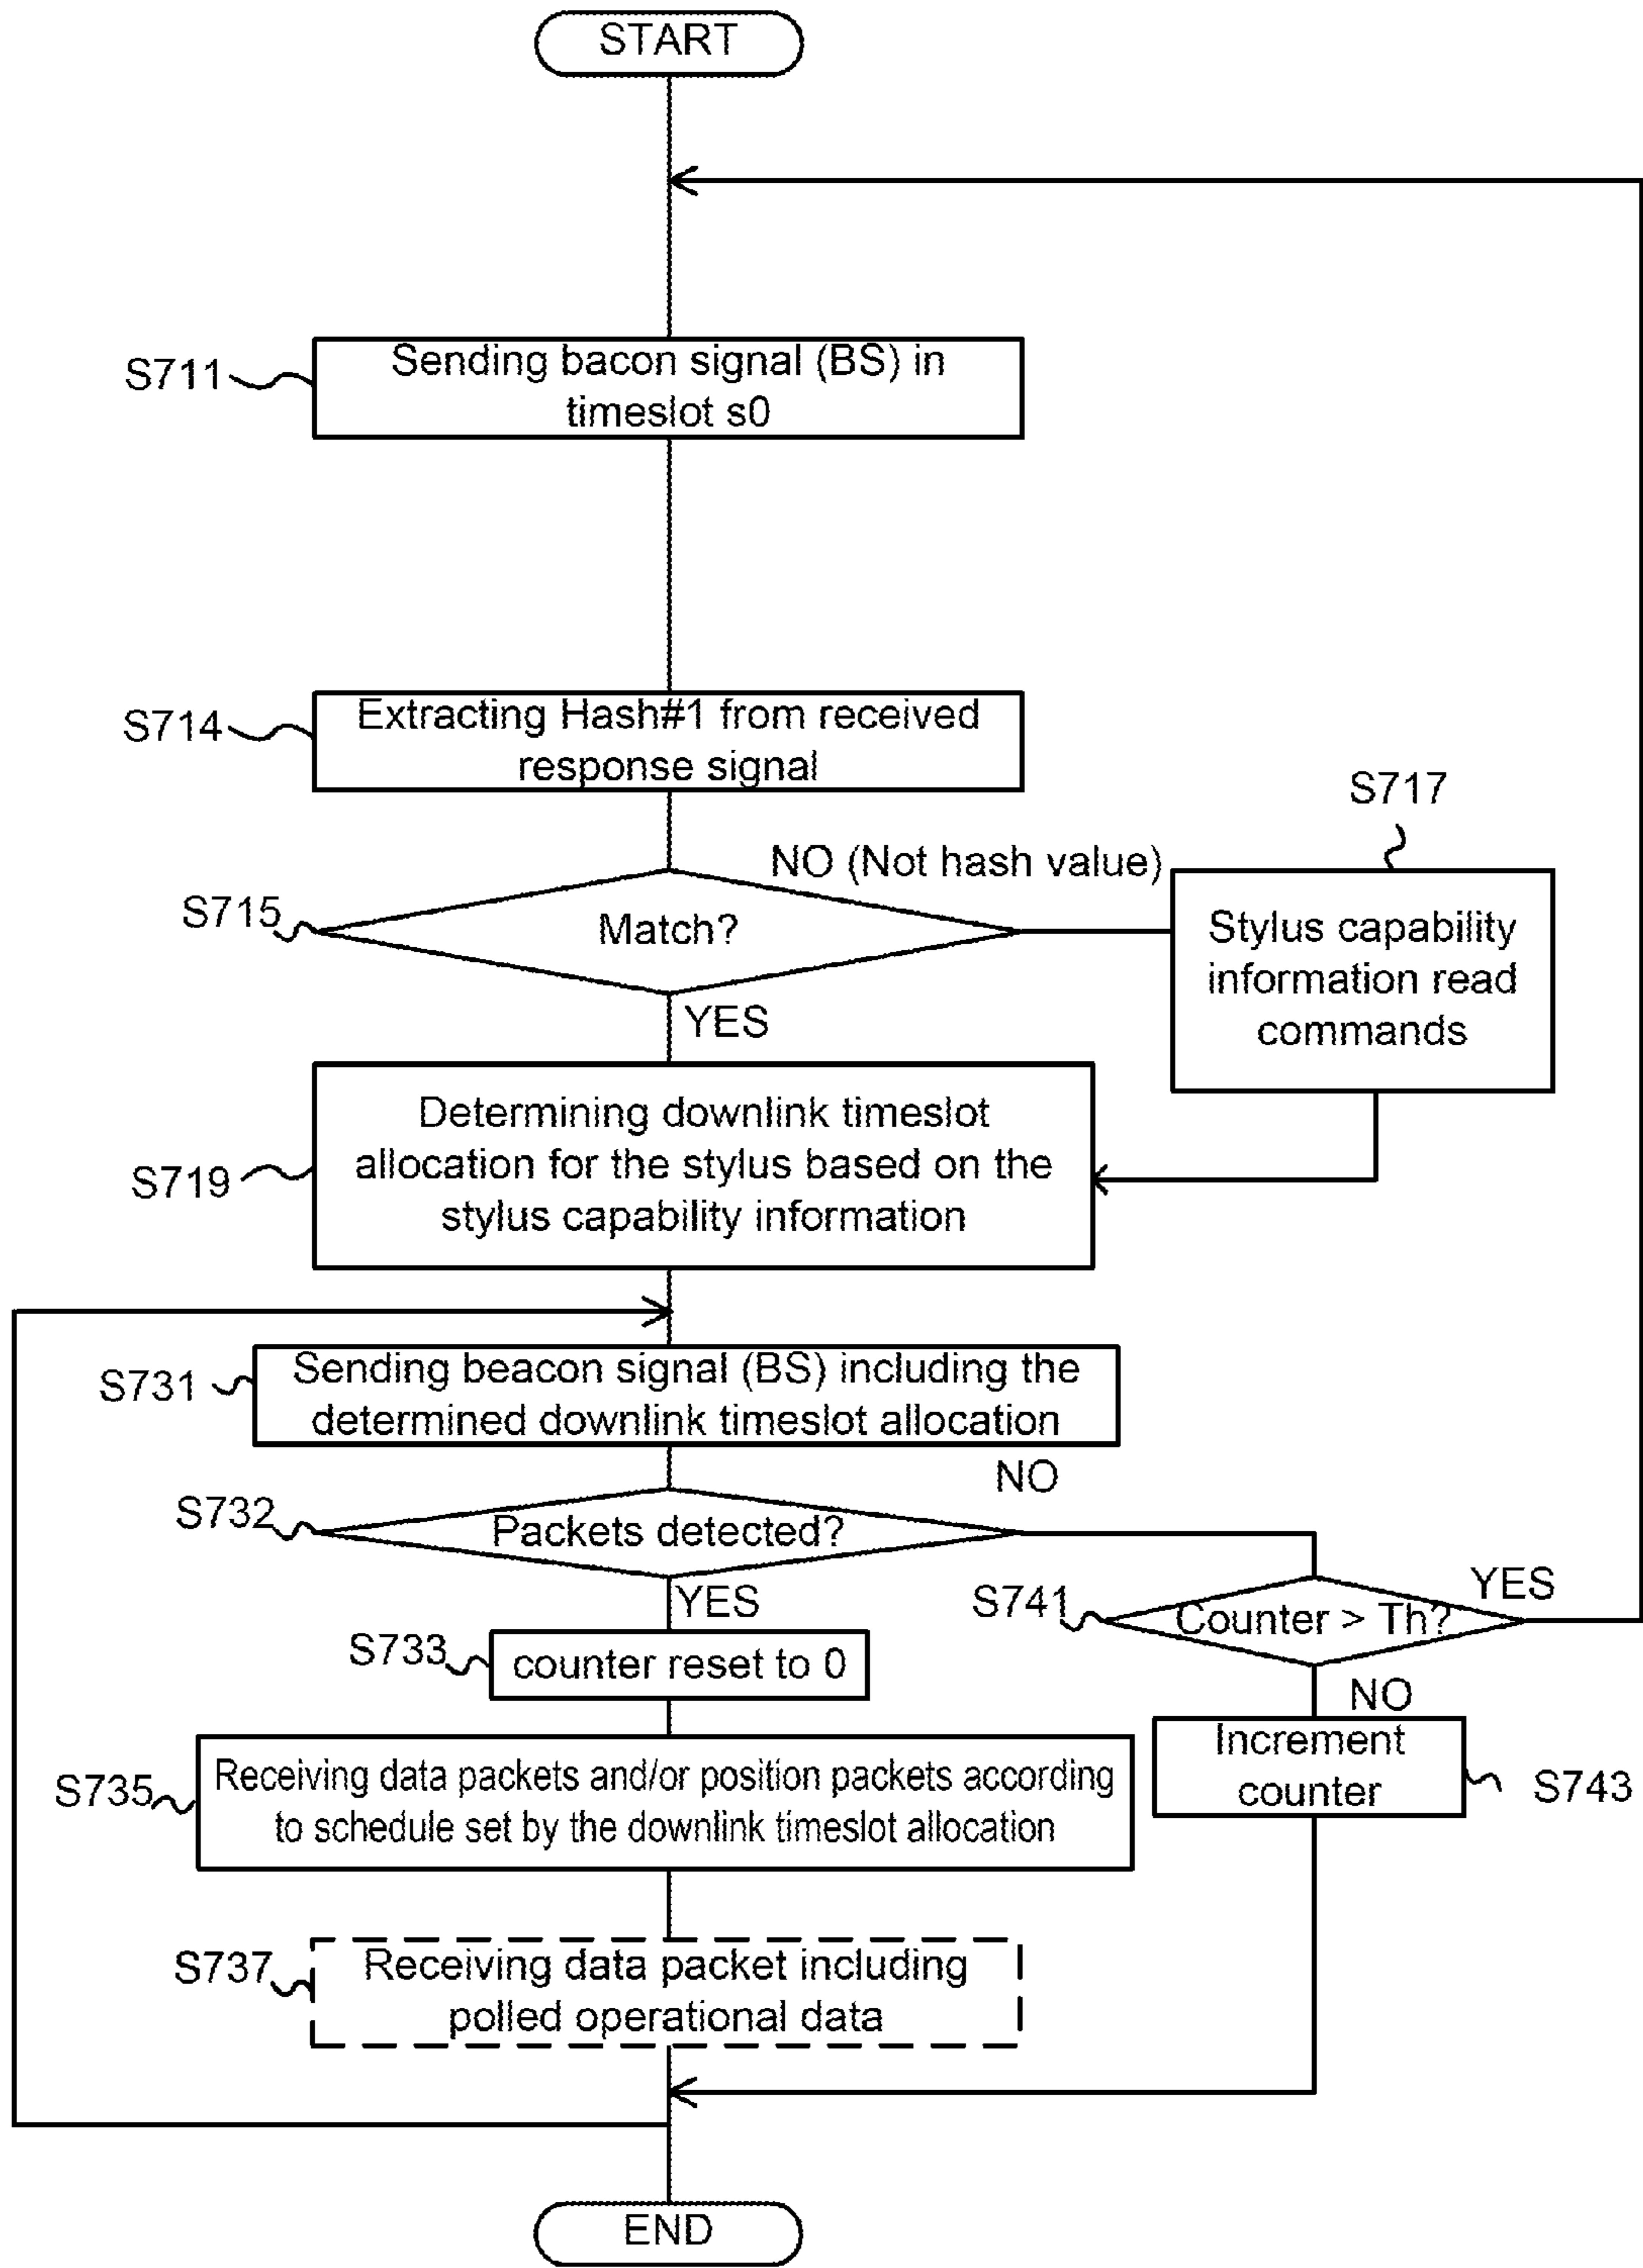 START
S711
Sending bacon signal (BS) in
timeslot s0
S714
Extracting Hash#1 from received
response signal
S717
NO (Not hash value)
S715
Match?
Stylus capability
information read
commands
YES
S719
Determining downlink timeslot
allocation for the stylus based on the
stylus capability information
S731
Sending beacon signal (BS) including the
determined downlink timeslot allocation
NO
S732
Packets detected?
YES
S741
Counter > Th?
YES
S733
counter reset to 0
NO
S735
Receiving data packets and/or position packets according
to schedule set by the downlink timeslot allocation
Increment
counter
S743
S737
Receiving data packet including
polled operational data
END